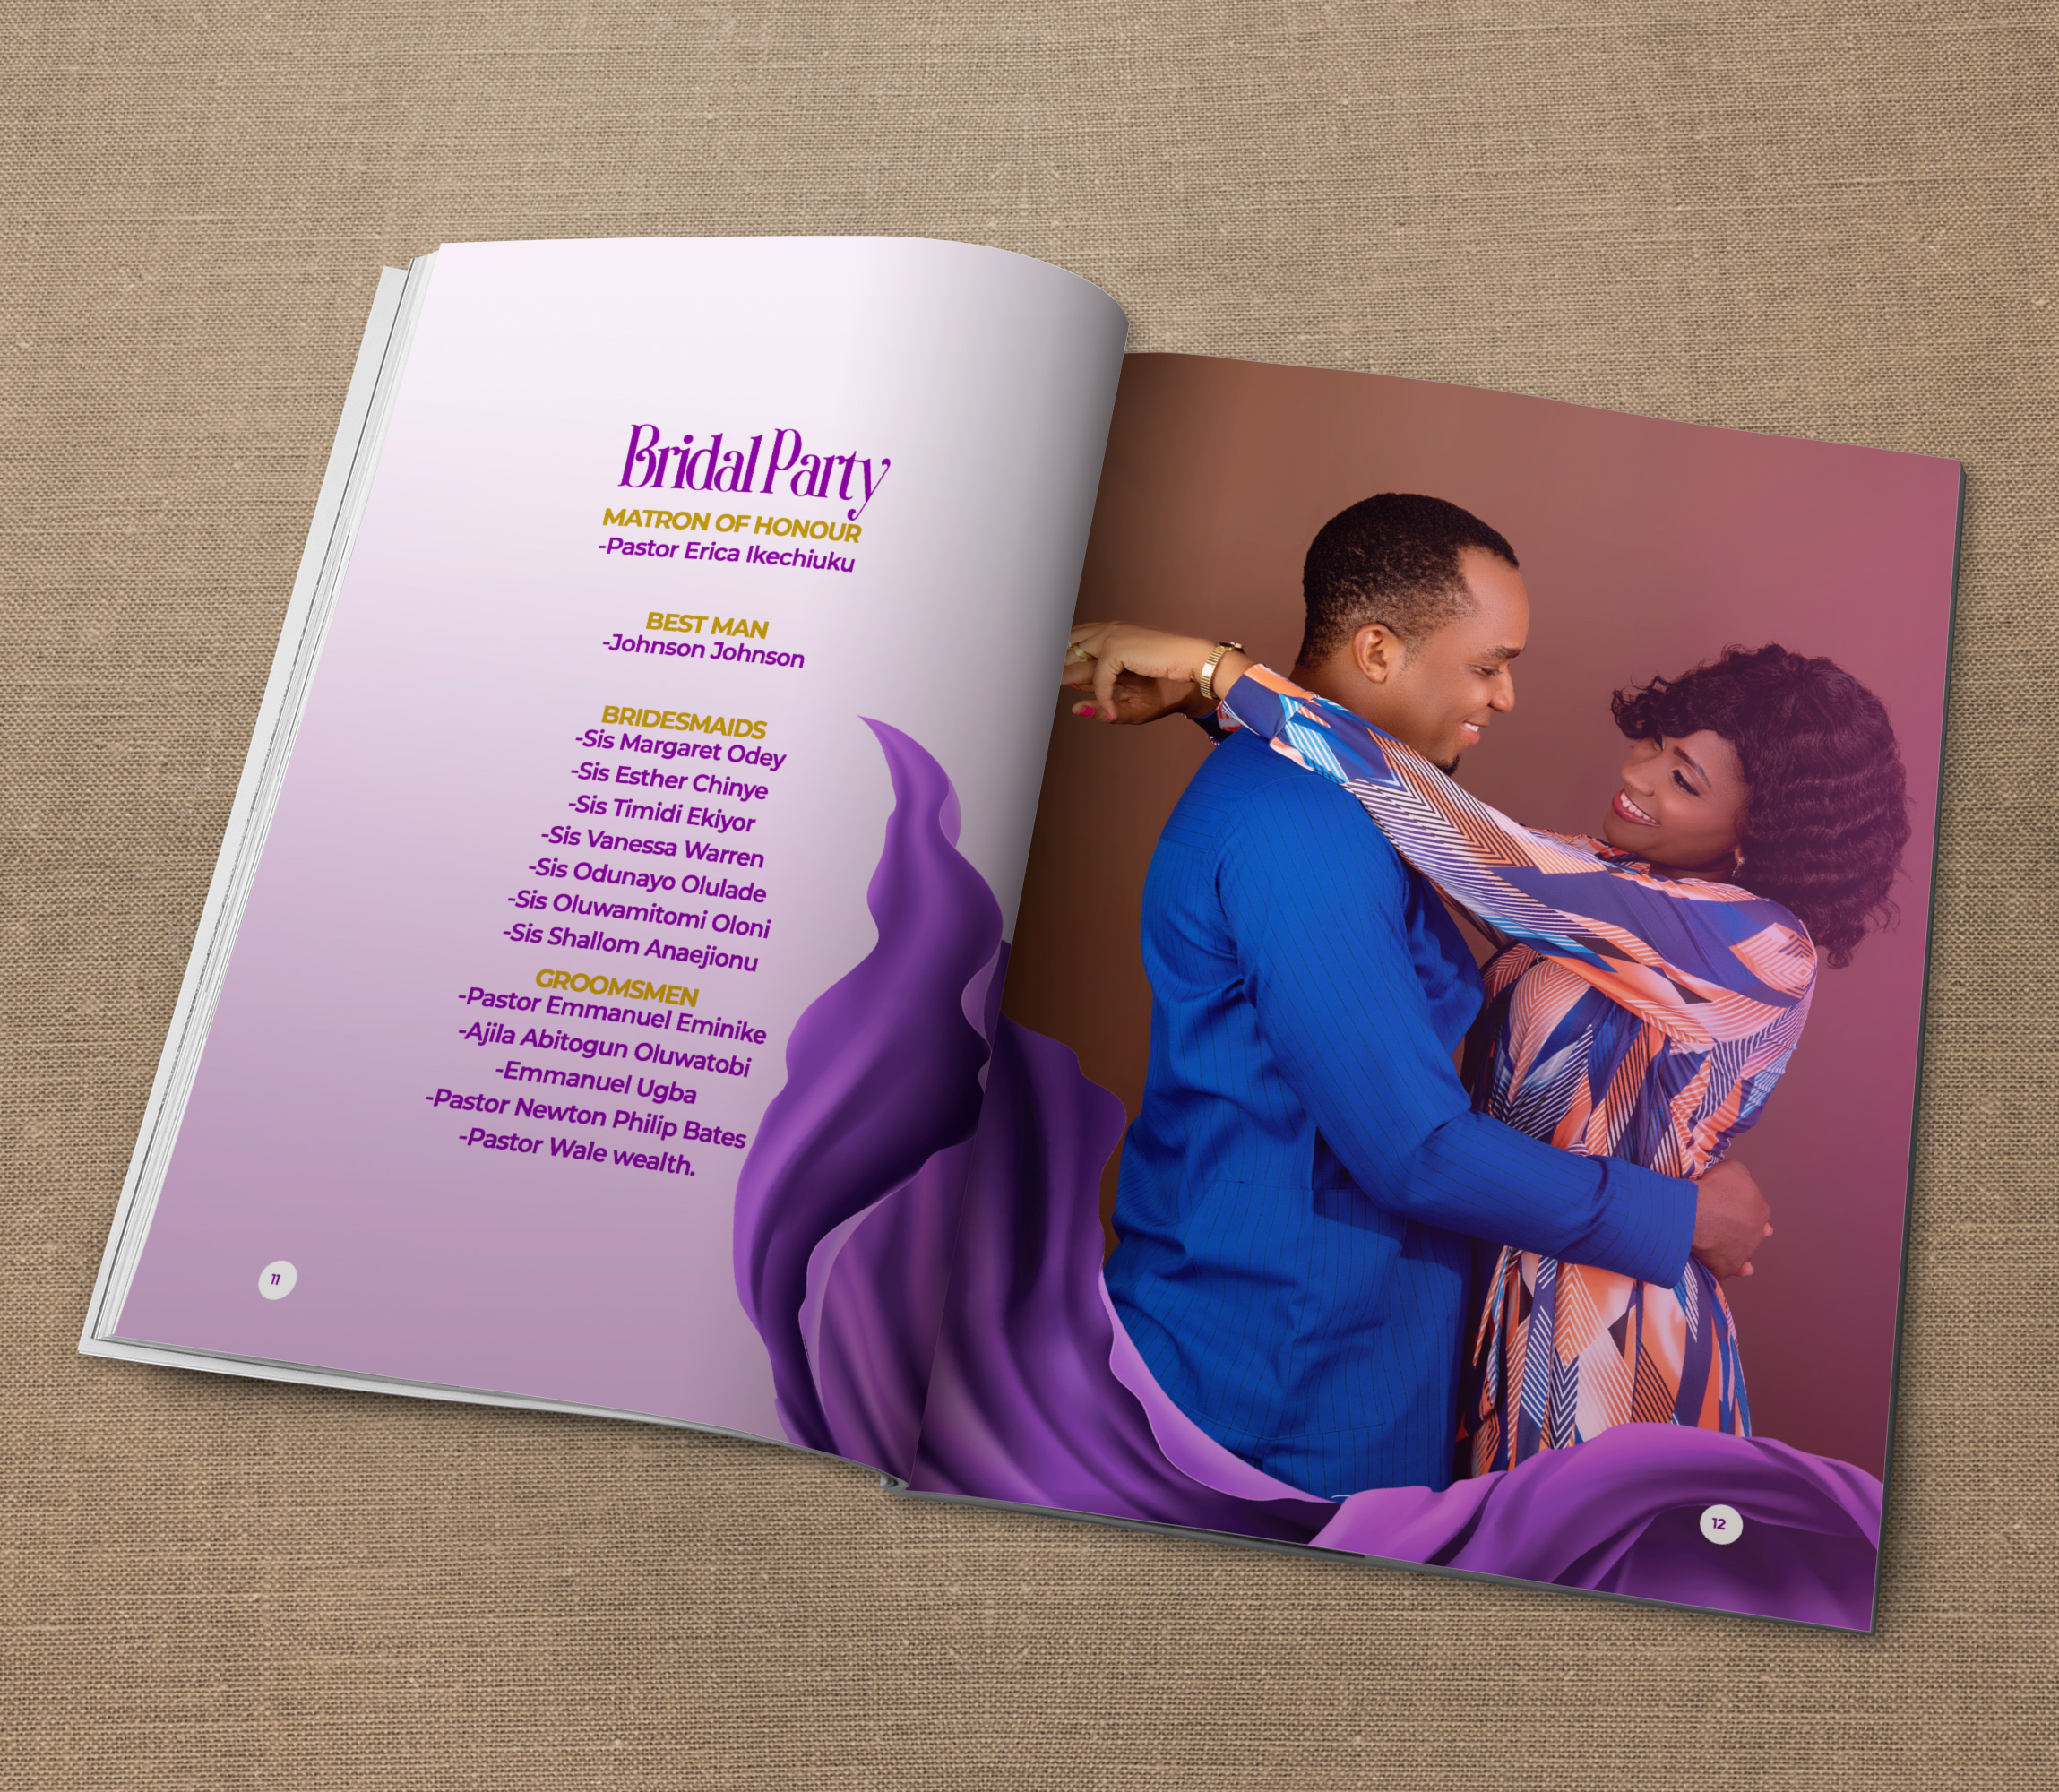 Bridal Party
MATRON OF HONOUR
-Pastor Erica Ikechiuku
BEST MAN
-Johnson Johnson
BRIDESMAIDS
-Sis Margaret Odey
-Sis Esther Chinye
-Sis Timidi Ekiyor
-Sis Vanessa Warren
-Sis Odunayo Olulade
-Sis Oluwamitomi Oloni
-Sis Shallom Anaejionu
GROOMSMEN
-Pastor Emmanuel Eminike
-Ajila Abitogun Oluwatobi
-Emmanuel Ugba
-Pastor Newton Philip Bates
-Pastor Wale wealth.
11
12